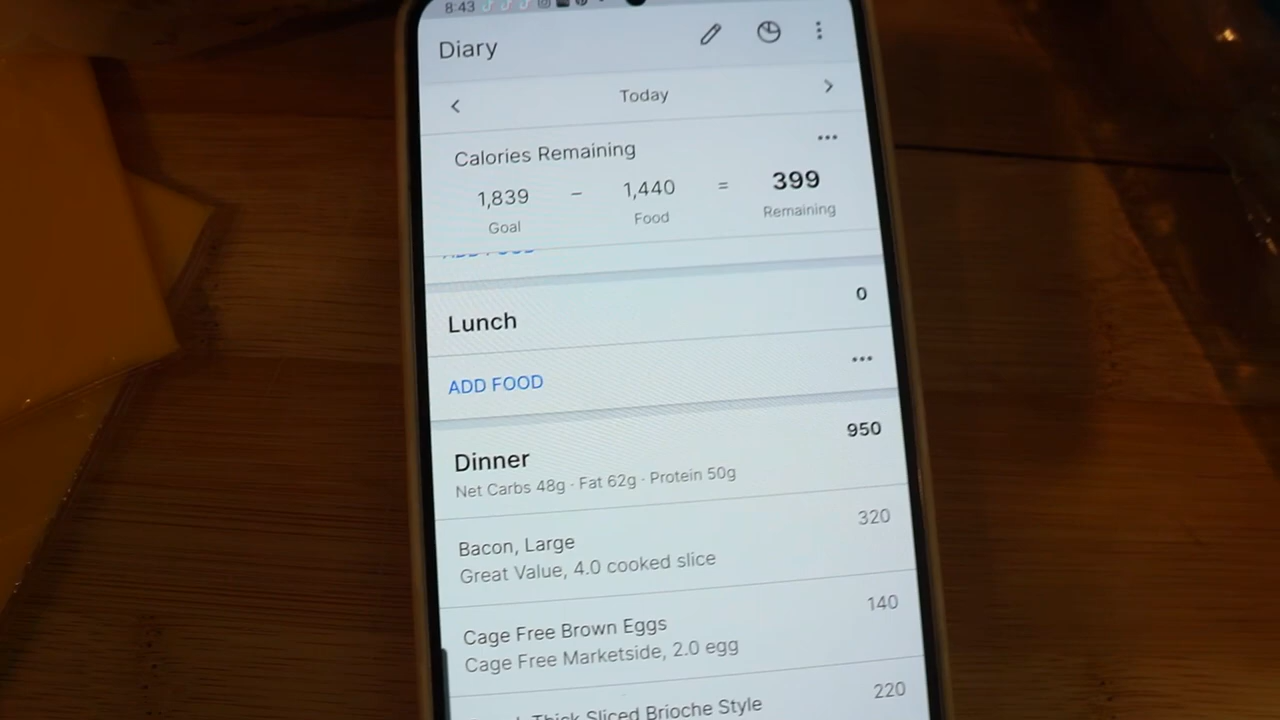 8:43
Diary
Today
Calories Remaining
1,839 - 1,440 = 399
Goal Food Remaining
ADD FOOD
Lunch 0
ADD FOOD
Dinner 950
Net Carbs 48g · Fat 62g · Protein 50g
Bacon, Large 320
Great Value, 4.0 cooked slice
Cage Free Brown Eggs 140
Cage Free Marketside, 2.0 egg
Thick Sliced Brioche Style 220